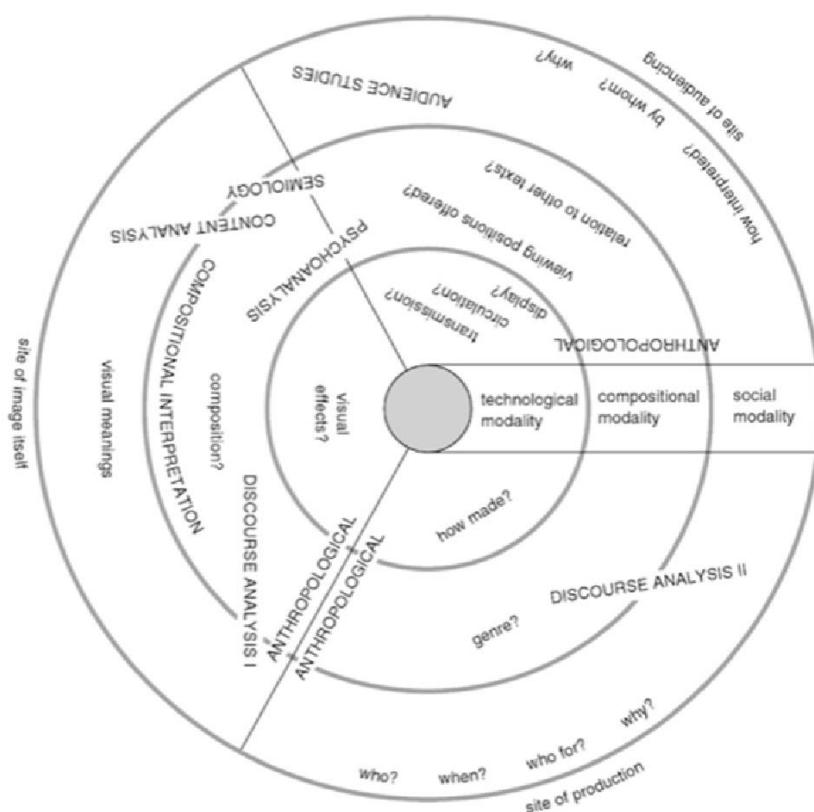 site of audiencing
why?
by whom?
how interpreted?
AUDIENCE STUDIES
relation to other texts?
viewing positions offered?
display?
circulation?
transmission?
SEMIOLOGY
CONTENT ANALYSIS
PSYCHOANALYSIS
COMPOSITIONAL INTERPRETATION
ANTHROPOLOGICAL
technological
modality
compositional
modality
social
modality
site of image itself
visual meanings
composition?
visual
effects?
DISCOURSE ANALYSIS I
ANTHROPOLOGICAL
ANTHROPOLOGICAL
how made?
DISCOURSE ANALYSIS II
genre?
who?
when?
who for?
why?
site of production